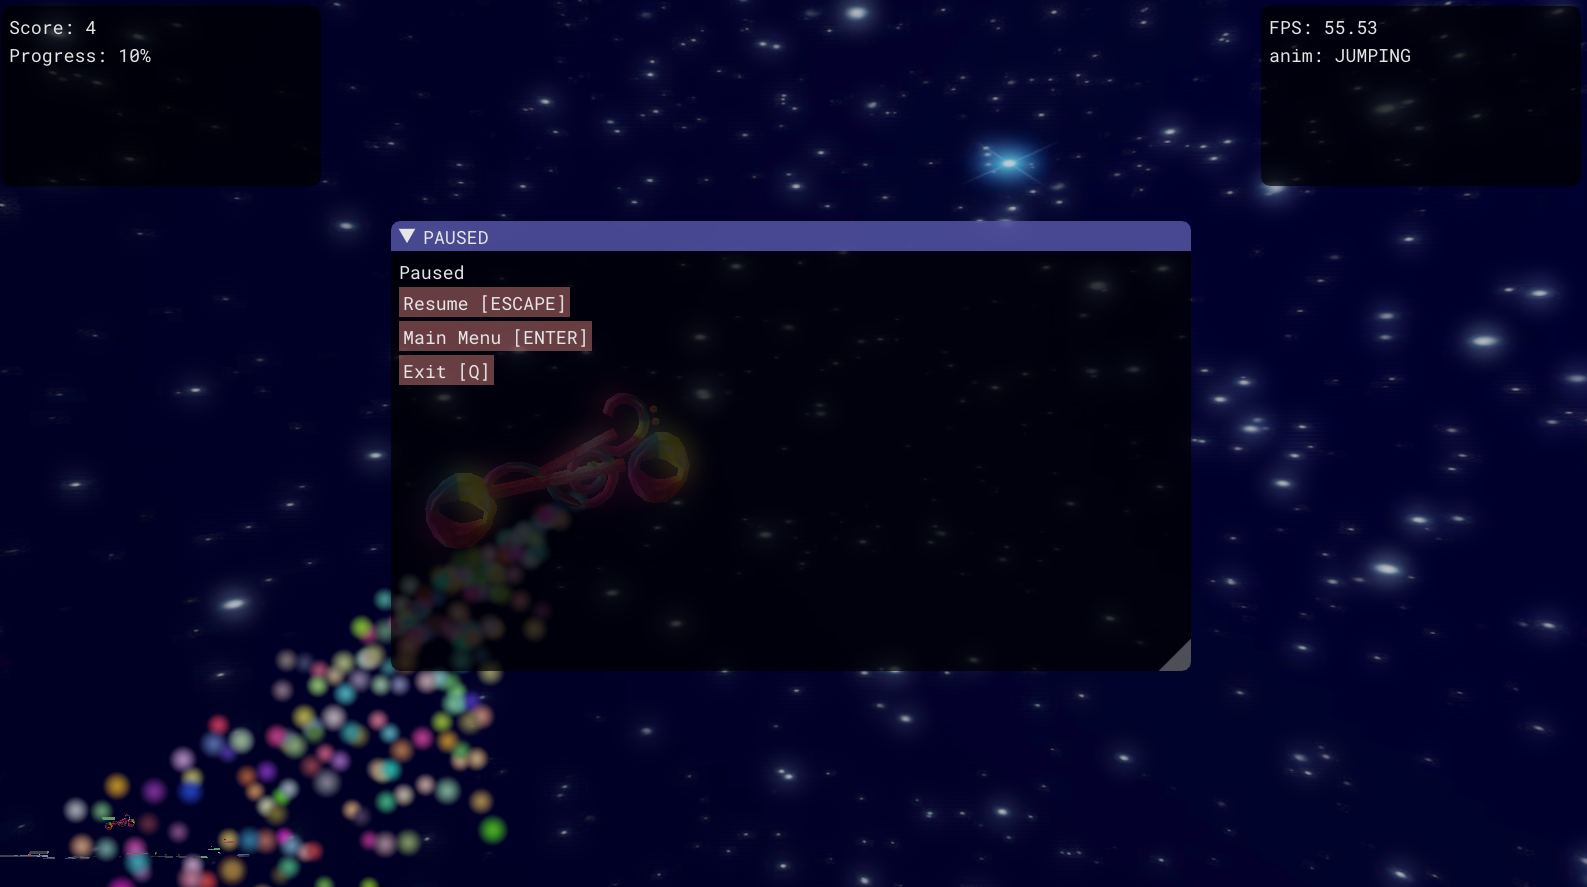 Score: 4
Progress: 10%
FPS: 55.53
anim: JUMPING
PAUSED
Paused
Resume [ESCAPE]
Main Menu [ENTER]
Exit [Q]